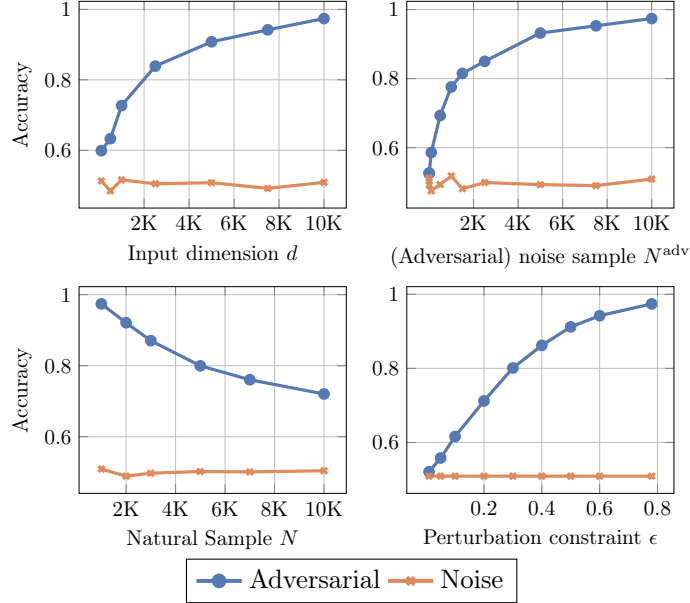 1
0.8
0.6
Accuracy
2K 4K 6K 8K 10K
Input dimension d
1
0.8
0.6
2K 4K 6K 8K 10K
(Adversarial) noise sample N^adv
1
0.8
0.6
Accuracy
2K 4K 6K 8K 10K
Natural Sample N
1
0.8
0.6
0.2 0.4 0.6 0.8
Perturbation constraint ϵ
Adversarial Noise